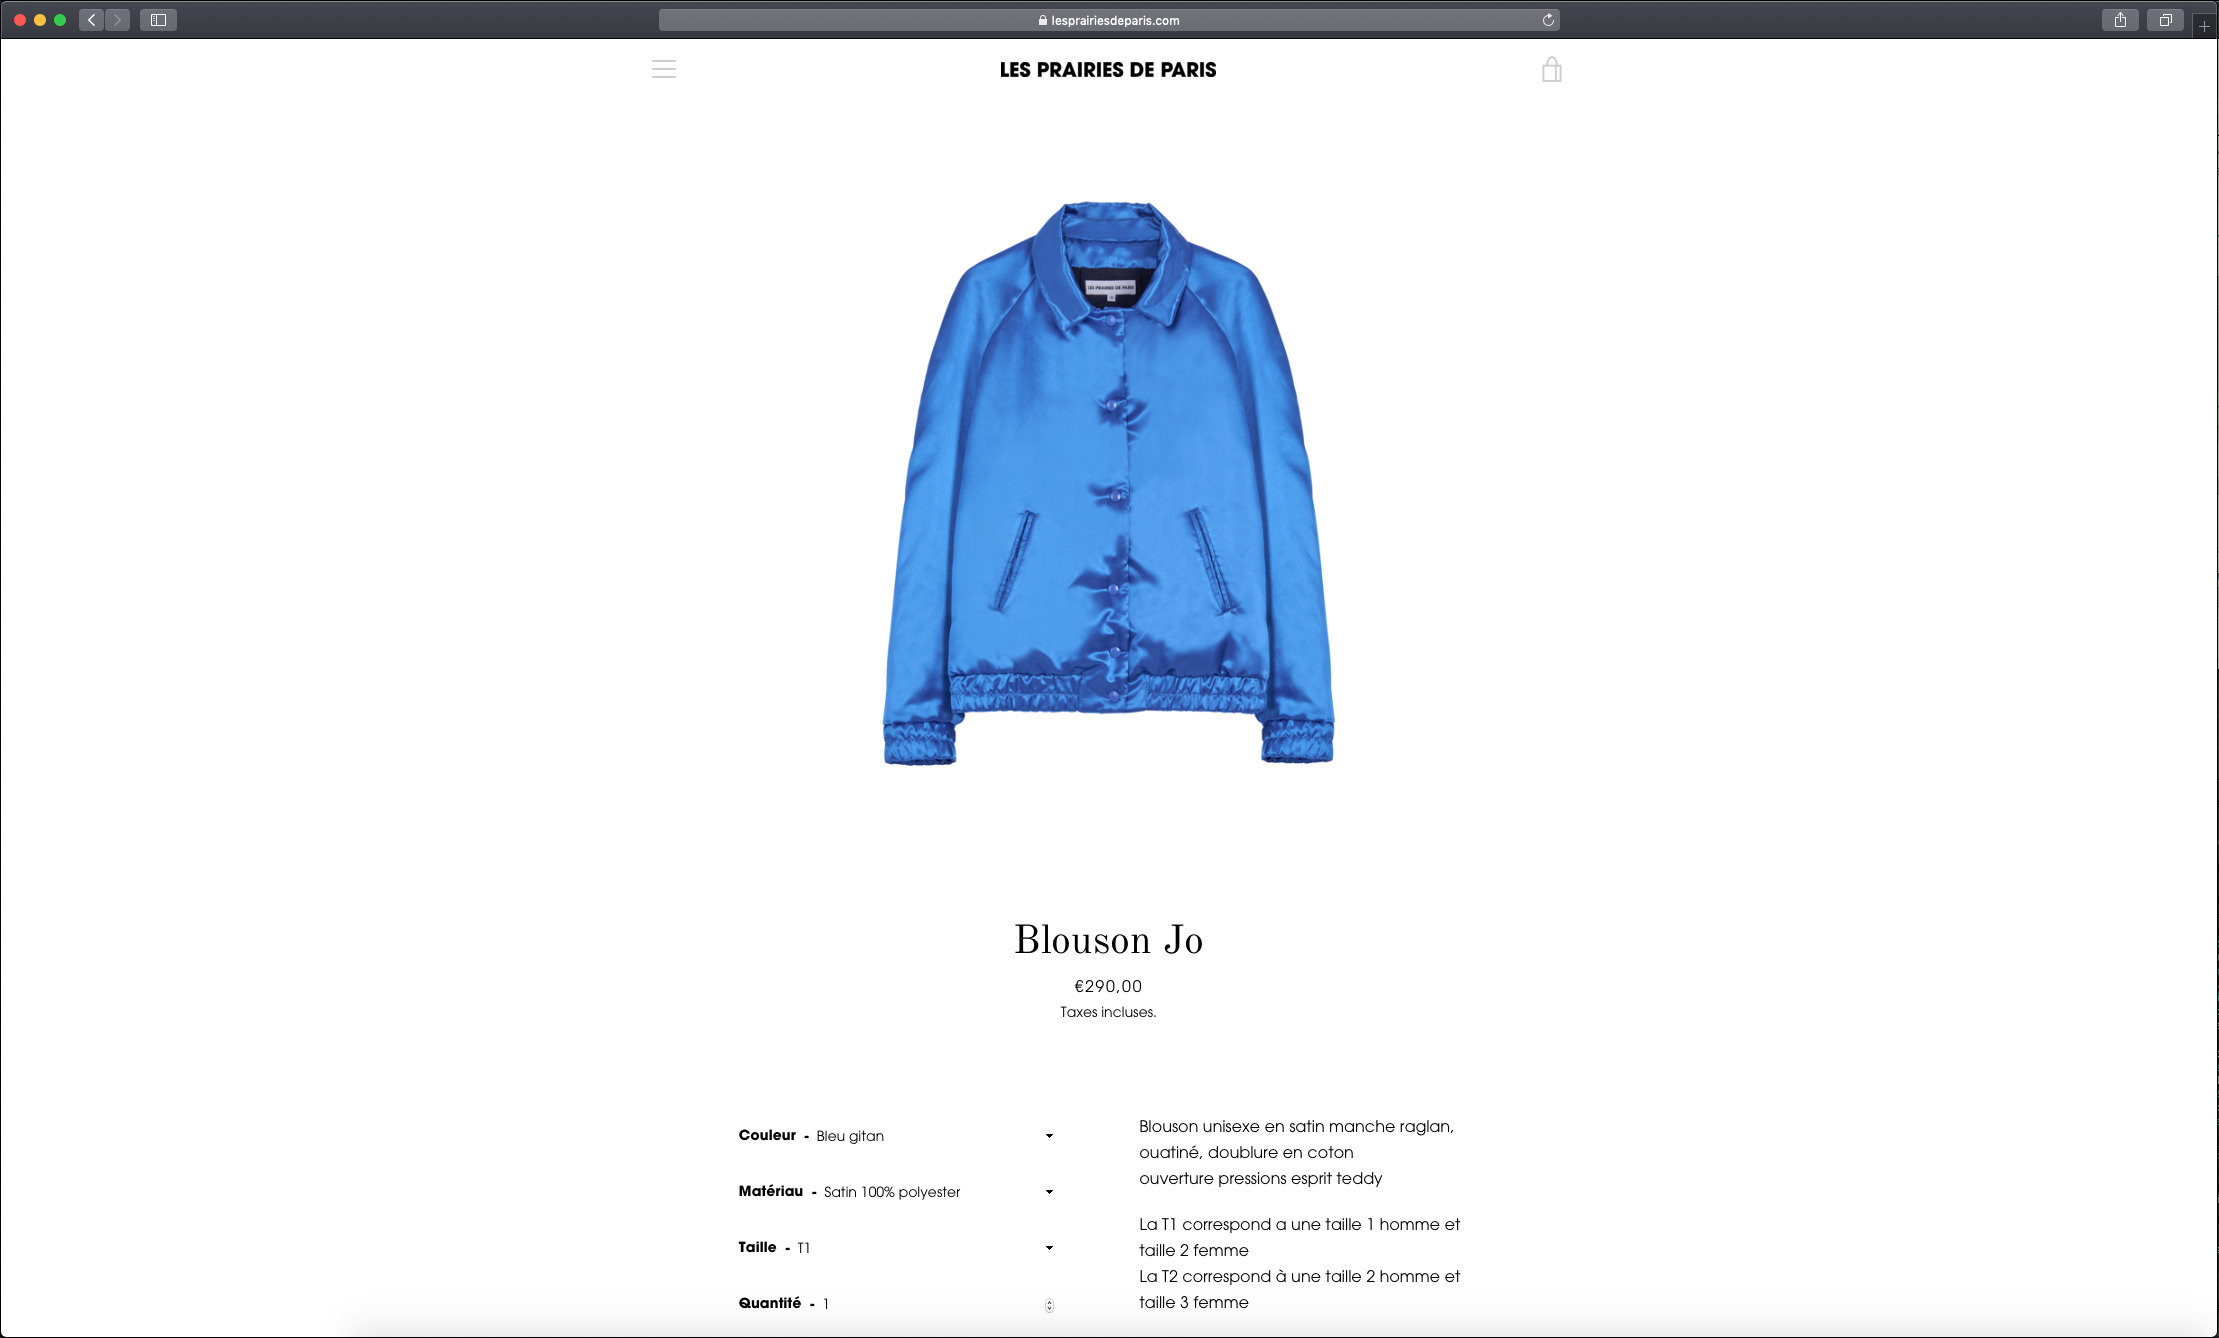 lesprairiesdeparis.com
LES PRAIRIES DE PARIS
LES PRAIRIES DE PARIS
Blouson Jo
€290,00
Taxes incluses.
Couleur - Bleu gitan
Matériau - Satin 100% polyester
Taille - T1
Quantité - 1
Blouson unisexe en satin manche raglan,
ouatiné, doublure en coton
ouverture pressions esprit teddy
La T1 correspond a une taille 1 homme et
taille 2 femme
La T2 correspond à une taille 2 homme et
taille 3 femme